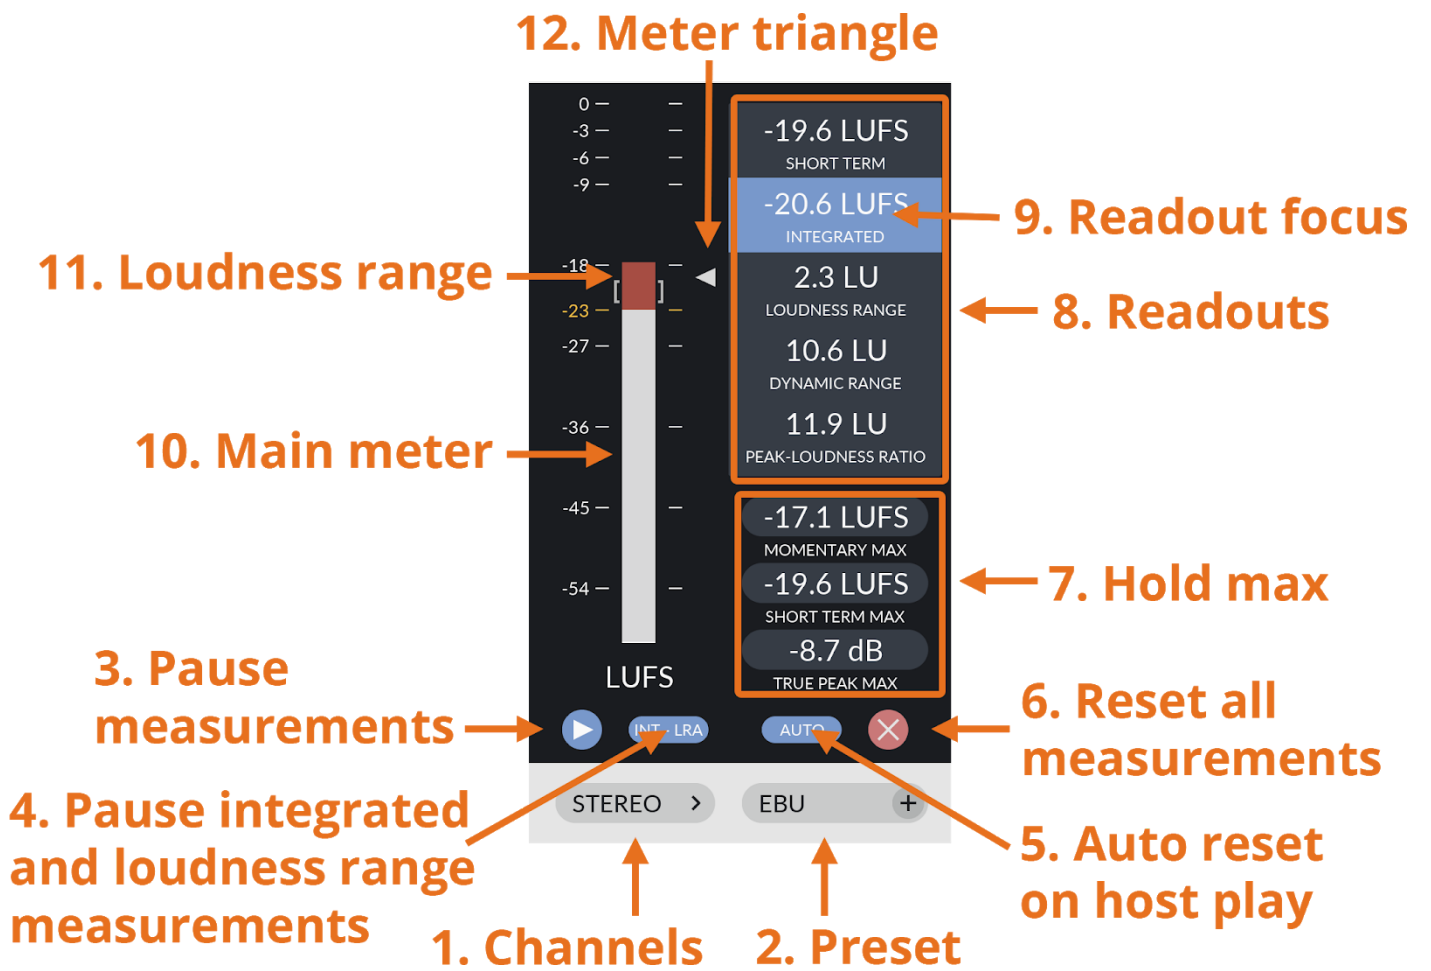 12. Meter triangle
0
-3
-6
-9
-18
-23
-27
-36
-45
-54
LUFS
-19.6 LUFS
SHORT TERM
-20.6 LUFS
INTEGRATED
2.3 LU
LOUDNESS RANGE
10.6 LU
DYNAMIC RANGE
11.9 LU
PEAK-LOUDNESS RATIO
-17.1 LUFS
MOMENTARY MAX
-19.6 LUFS
SHORT TERM MAX
-8.7 dB
TRUE PEAK MAX
INT · LRA
AUTO
STEREO >
EBU +
9. Readout focus
8. Readouts
7. Hold max
6. Reset all
measurements
5. Auto reset
on host play
11. Loudness range
10. Main meter
3. Pause
measurements
4. Pause integrated
and loudness range
measurements
1. Channels
2. Preset